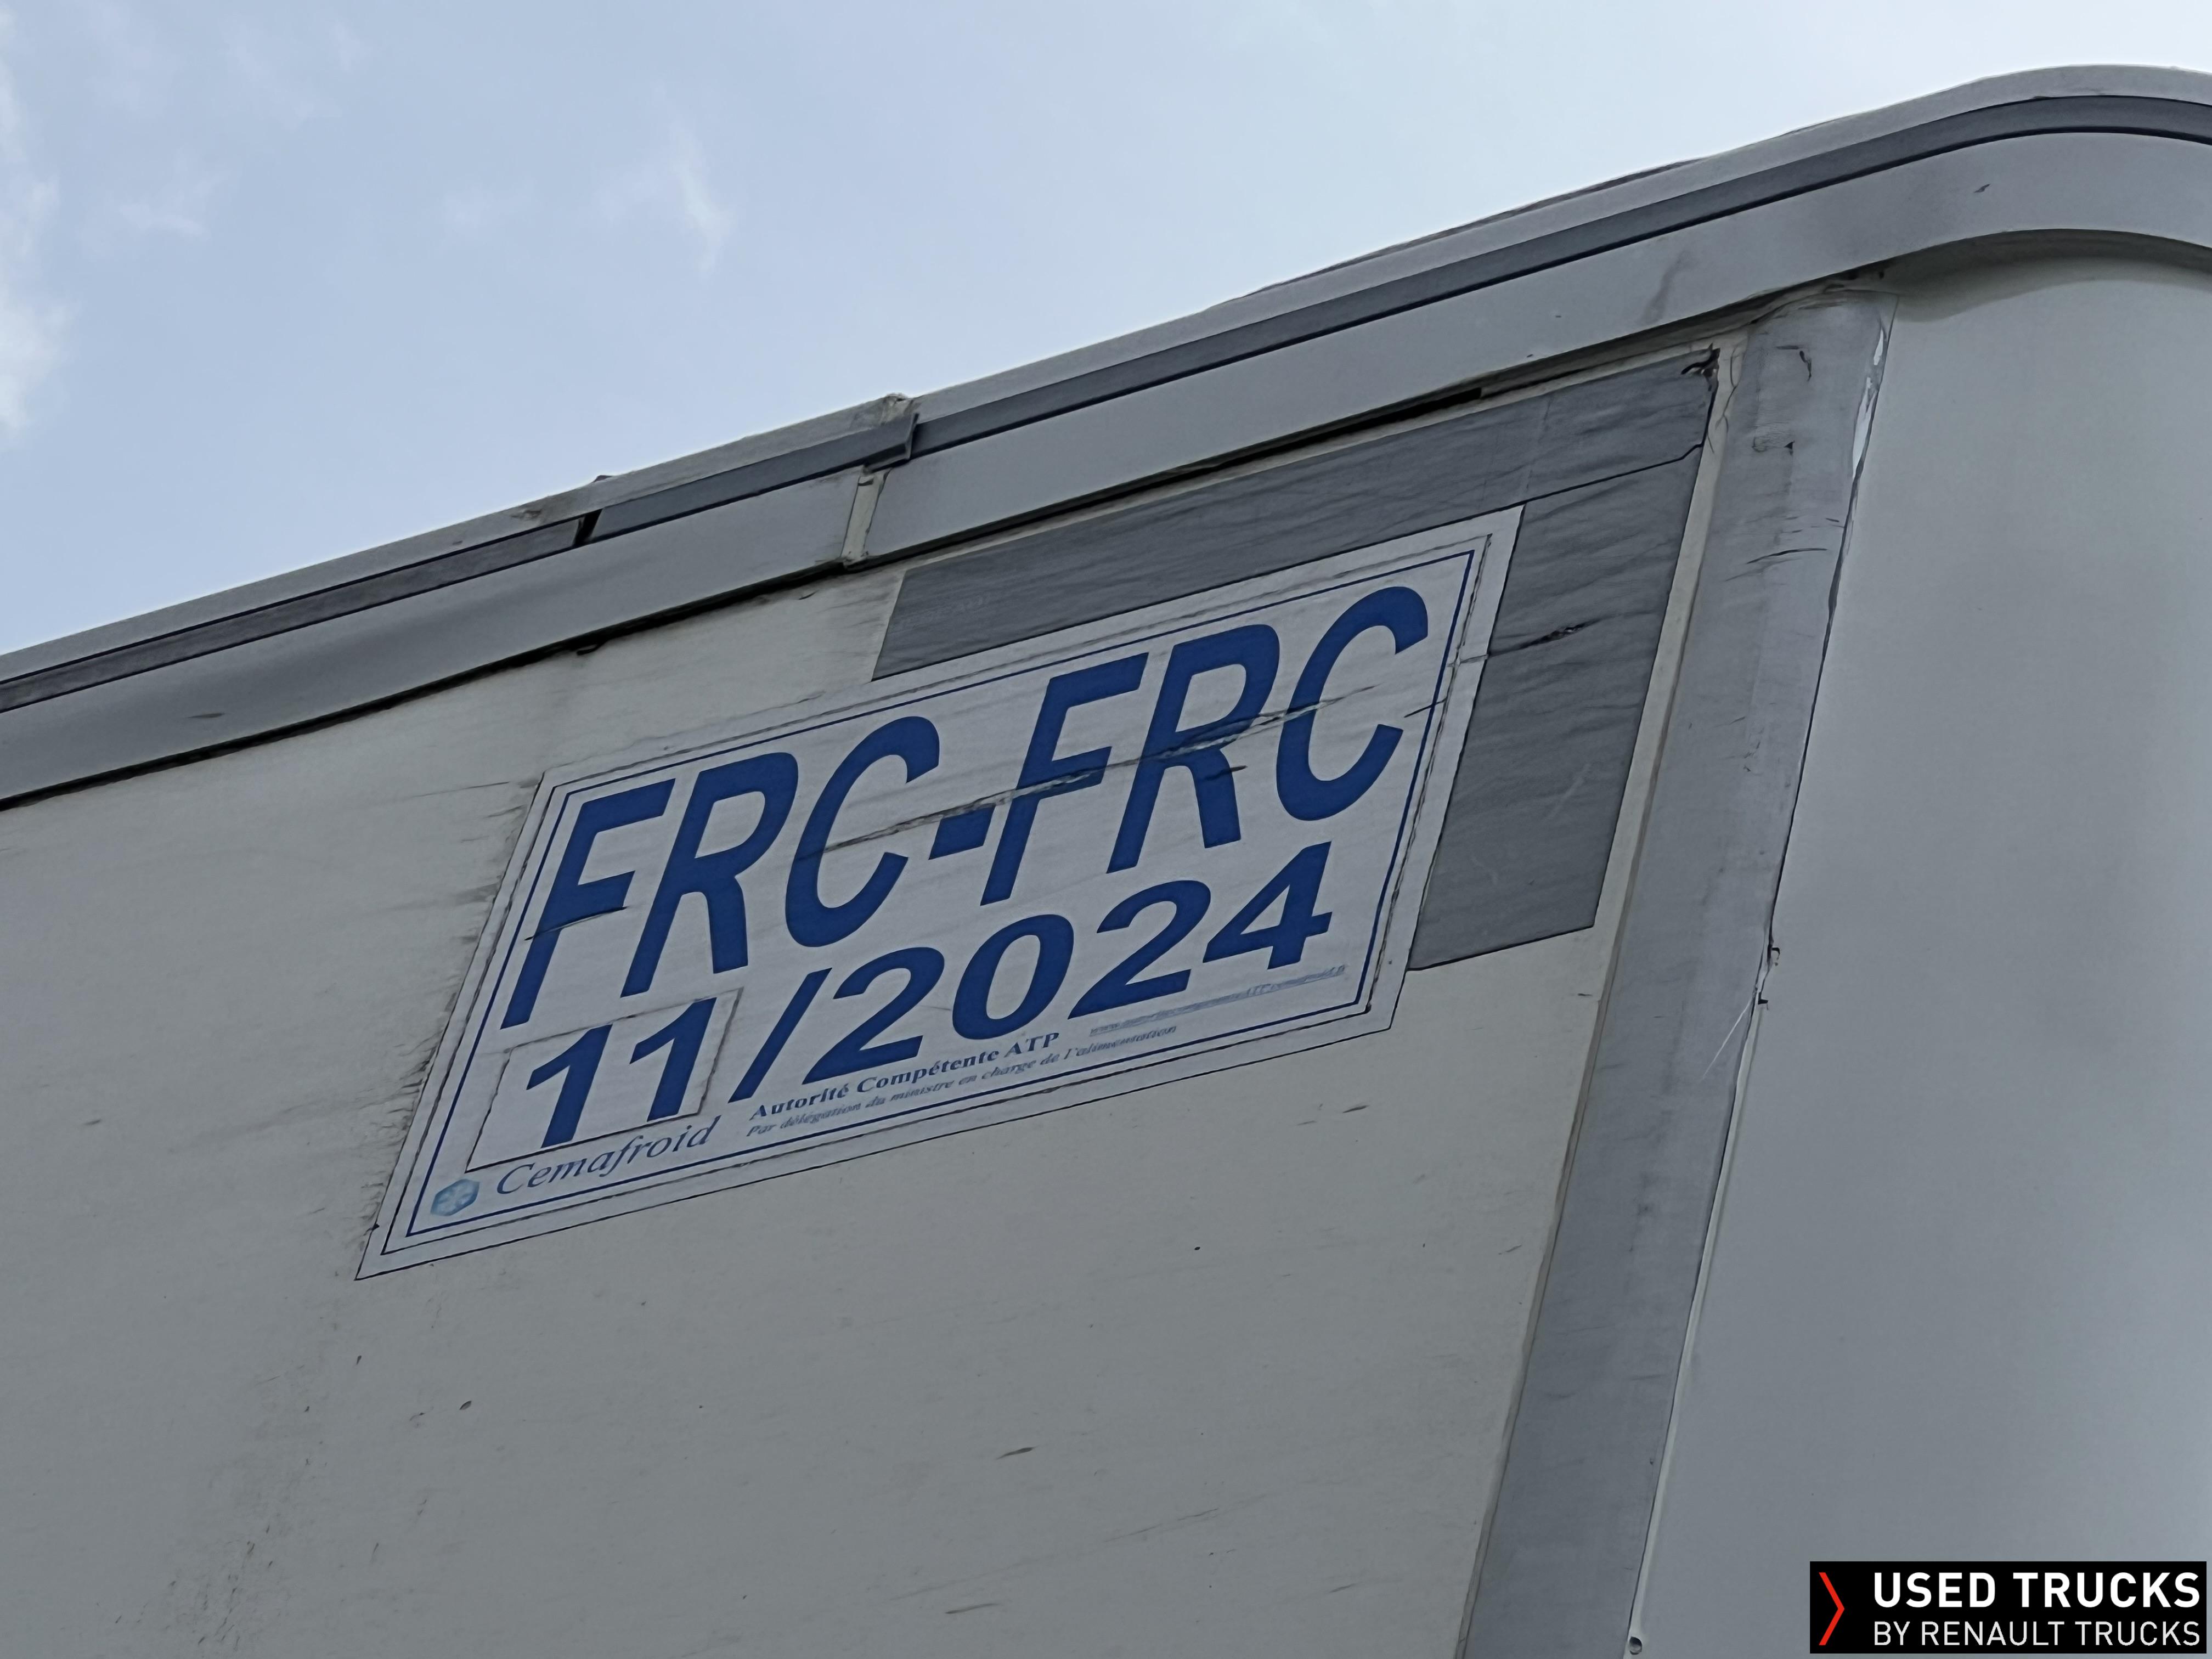 FRC-FRC
11/2024
Cemafroid
Autorité Compétente ATP
Par délégation du ministre en charge de l'alimentation
USED TRUCKS
BY RENAULT TRUCKS